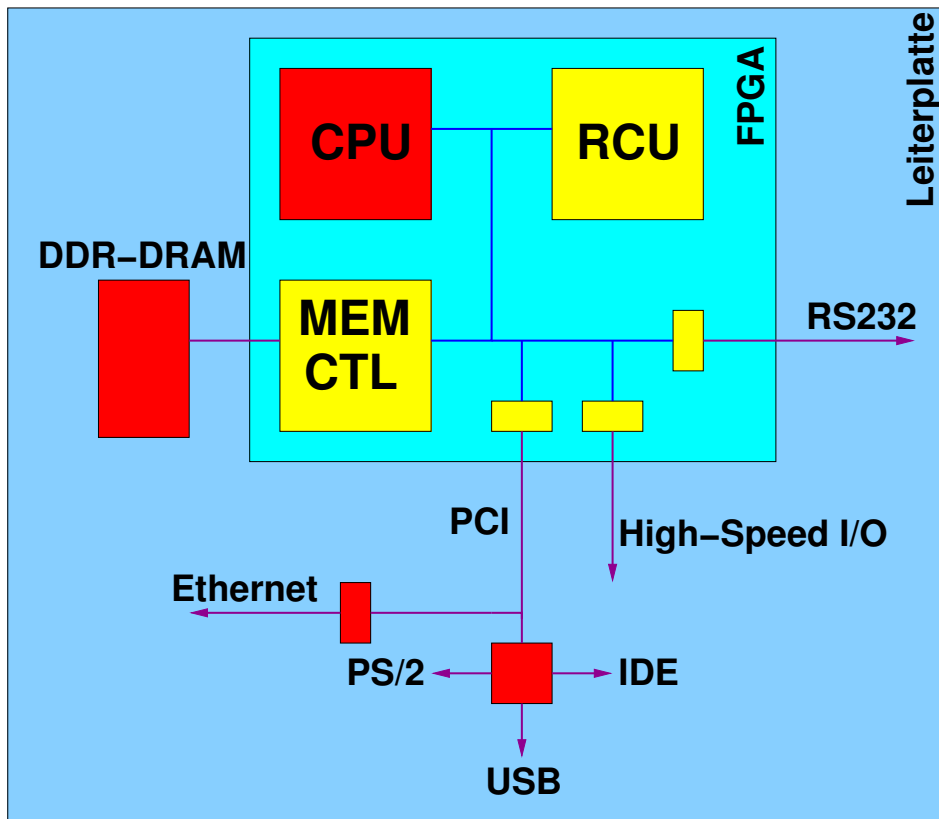 Leiterplatte
FPGA
CPU
RCU
DDR−DRAM
MEM
CTL
RS232
PCI
High−Speed I/O
Ethernet
PS/2
IDE
USB